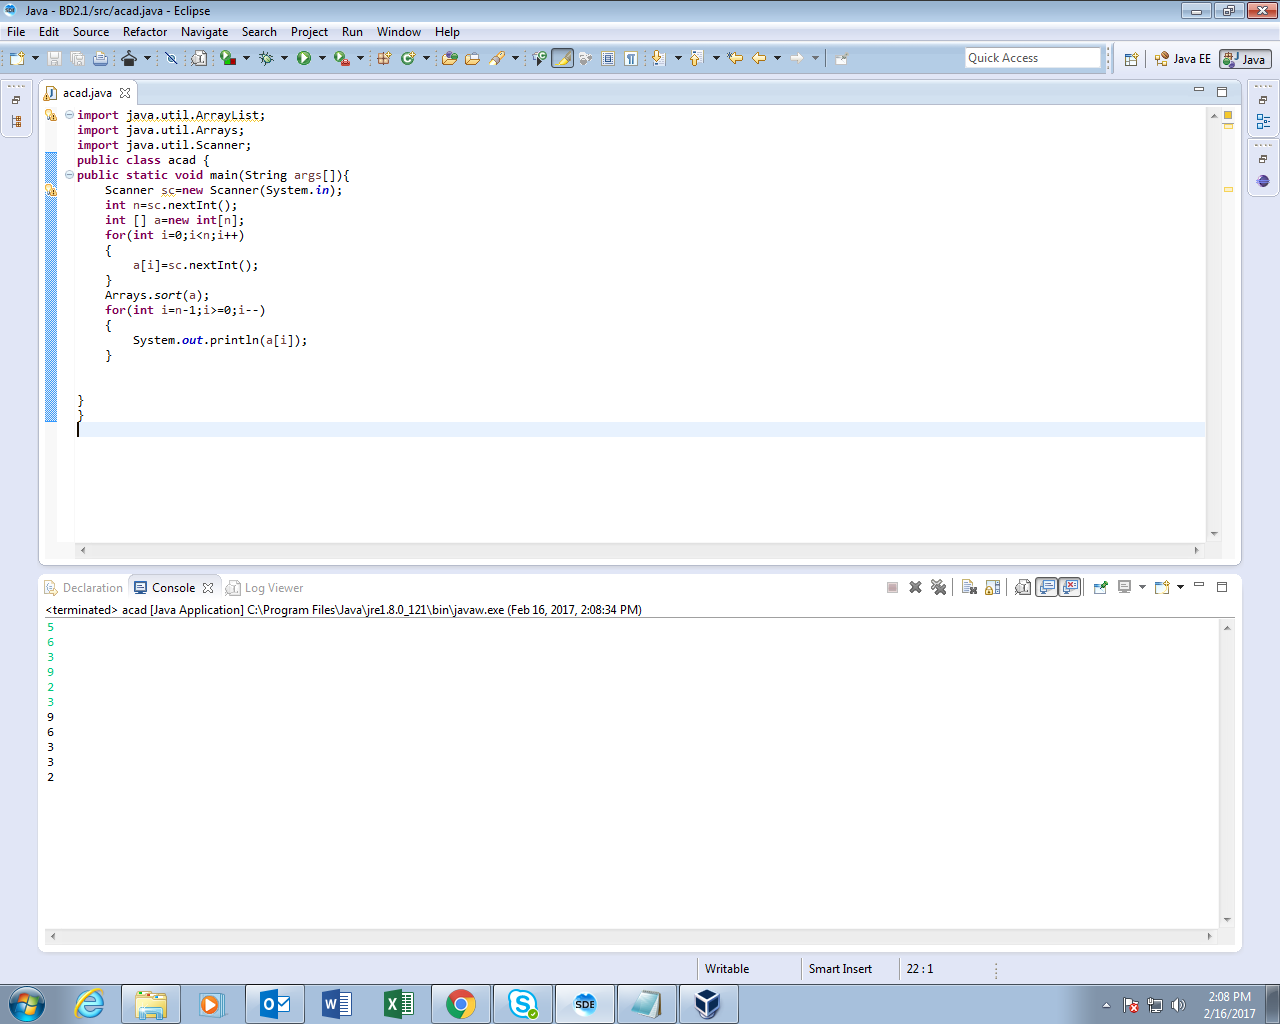 Java - BD2.1/src/acad.java - Eclipse
File Edit Source Refactor Navigate Search Project Run Window Help
Quick Access
Java EE
Java
acad.java
import java.util.ArrayList;
import java.util.Arrays;
import java.util.Scanner;
public class acad {
public static void main(String args[]){
Scanner sc=new Scanner(System.in);
int n=sc.nextInt();
int [] a=new int[n];
for(int i=0;i<n;i++)
{
a[i]=sc.nextInt();
}
Arrays.sort(a);
for(int i=n-1;i>=0;i--)
{
System.out.println(a[i]);
}
}
}
Declaration Console Log Viewer
<terminated> acad [Java Application] C:\Program Files\Java\jre1.8.0_121\bin\javaw.exe (Feb 16, 2017, 2:08:34 PM)
5
6
3
9
2
3
9
6
3
3
2
Writable Smart Insert 22 : 1
SDE
2:08 PM
2/16/2017